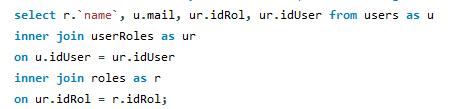 select r.`name`, u.mail, ur.idRol, ur.idUser from users as u
inner join userRoles as ur
on u.idUser = ur.idUser
inner join roles as r
on ur.idRol = r.idRol;